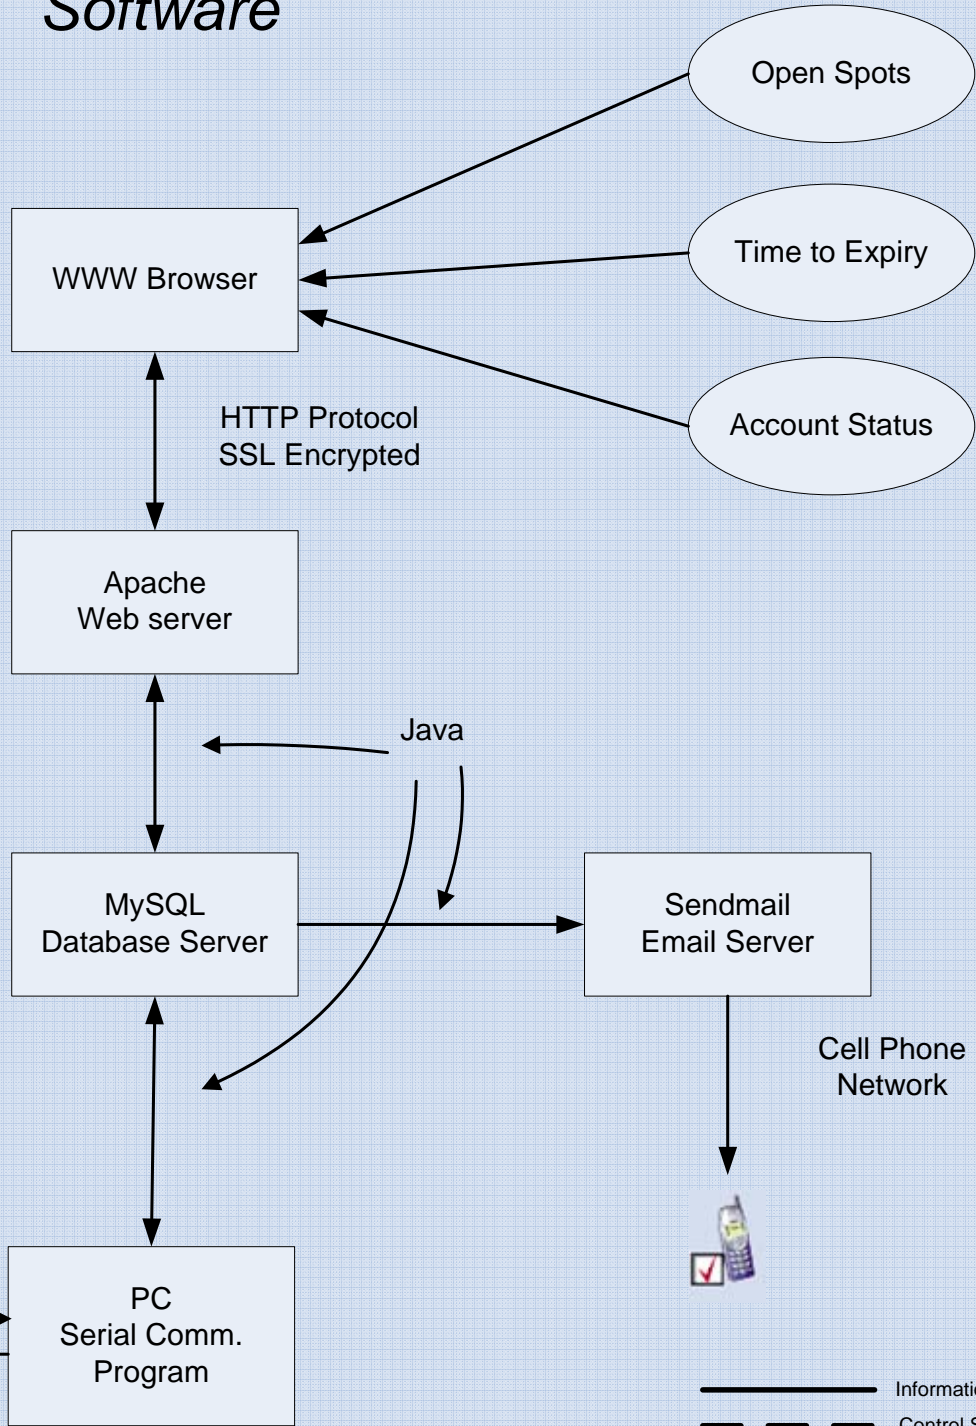 Software
Open Spots
WWW Browser
Time to Expiry
HTTP Protocol
SSL Encrypted
Account Status
Apache
Web server
Java
MySQL
Database Server
Sendmail
Email Server
Cell Phone
Network
PC
Serial Comm.
Program
Control